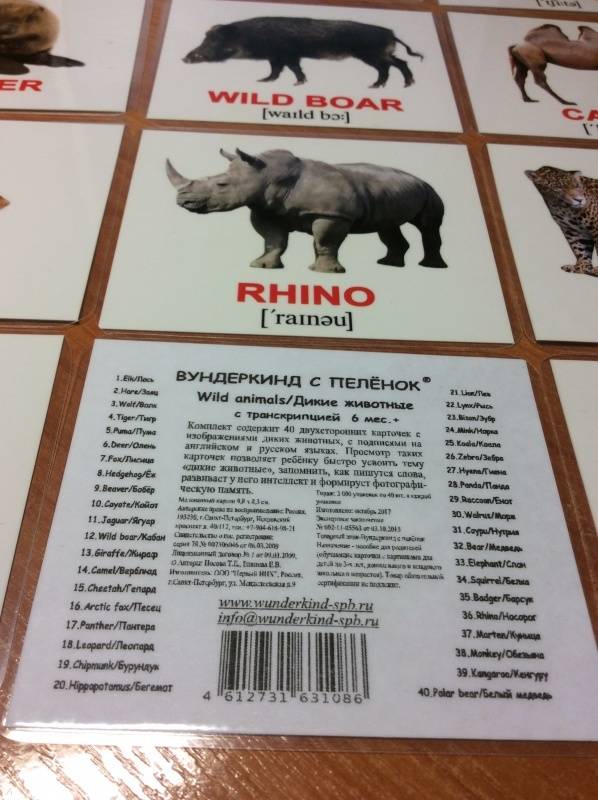 ER
WILD BOAR
[waɪld bɔ:]
CA
RHINO
[ˈraɪnəu]
ВУНДЕРКИНД С ПЕЛЁНОК®
Wild animals/Дикие животные
с транскрипцией 6 мес.+
Комплект содержит 40 двухсторонних карточек с
изображениями диких животных, с подписями на
английском и русском языках. Просмотр таких
карточек позволяет ребёнку быстро усвоить тему
«дикие животные», запомнить, как пишутся слова,
развивает у него интеллект и формирует фотографи-
ческую память.
www.wunderkind-spb.ru
info@wunderkind-spb.ru
4 612731 631086
1.Elk/Лось
2.Hare/Заяц
3.Wolf/Волк
4.Tiger/Тигр
5.Puma/Пума
6.Deer/Олень
7.Fox/Лисица
8.Hedgehog/Ёж
9.Beaver/Бобёр
10.Coyote/Койот
11.Jaguar/Ягуар
12.Wild boar/Кабан
13.Giraffe/Жираф
14.Camel/Верблюд
15.Cheetah/Гепард
16.Arctic fox/Песец
17.Panther/Пантера
18.Leopard/Леопард
19.Chipmunk/Бурундук
20.Hippopotamus/Бегемот
21.Lion/Лев
22.Lynx/Рысь
23.Bison/Зубр
24.Mink/Норка
25.Koala/Коала
26.Zebra/Зебра
27.Hyena/Гиена
28.Panda/Панда
29.Raccoon/Енот
30.Walrus/Морж
31.Coypu/Нутрия
32.Bear/Медведь
33.Elephant/Слон
34.Squirrel/Белка
35.Badger/Барсук
36.Rhino/Носорог
37.Marten/Куница
38.Monkey/Обезьяна
39.Kangaroo/Кенгуру
40.Polar bear/Белый медведь